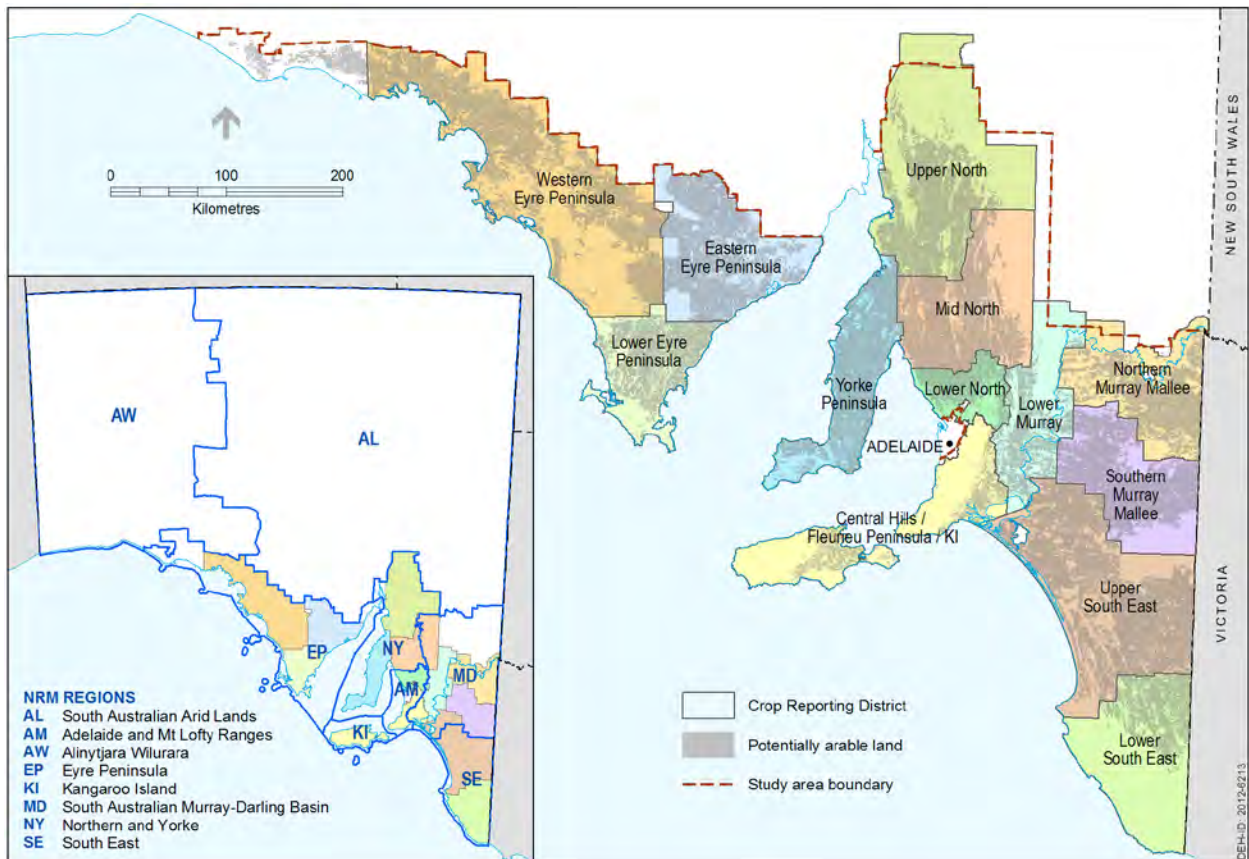 NEW SOUTH WALES
Upper North
Western
Eyre Peninsula
0 100 200
Kilometres
Eastern
Eyre Peninsula
Mid North
Lower Eyre
Peninsula
Yorke
Peninsula
Lower North
Lower
Murray
Northern
Murray Mallee
ADELAIDE
Southern
Murray
Mallee
Central Hills /
Fleurieu Peninsula / KI
Upper
South East
VICTORIA
Lower
South East
Crop Reporting District
Potentially arable land
Study area boundary
DEH-ID: 2012-6213
AW
AL
EP
NY
MD
AM
KI
SE
NRM REGIONS
AL South Australian Arid Lands
AM Adelaide and Mt Lofty Ranges
AW Alinytjara Wilurara
EP Eyre Peninsula
KI Kangaroo Island
MD South Australian Murray-Darling Basin
NY Northern and Yorke
SE South East